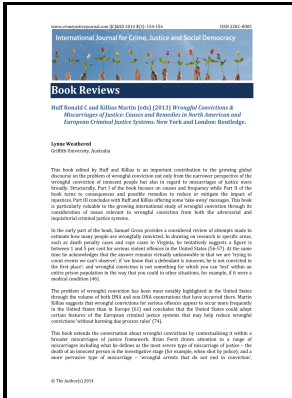 www.crimejusticejournal.com IJCJ&SD 2014 3(3): 154-156 ISSN 2202-8005
International Journal for Crime, Justice and Social Democracy
Book Reviews
Huff Ronald C and Killias Martin (eds) (2013) Wrongful Convictions &
Miscarriages of Justice: Causes and Remedies in North American and
European Criminal Justice Systems. New York and London: Routledge.
Lynne Weathered
Griffith University, Australia
This book edited by Huff and Killias is an important contribution to the growing global
discourse on the problem of wrongful conviction not only from the narrower perspective of the
wrongful conviction of innocent people but also in regard to miscarriages of justice more
broadly. Structurally, Part I of the book focuses on causes and frequency while Part II of the
book turns to consequences and possible remedies to reduce or mitigate the impact of
injustices. Part III concludes with Huff and Killias offering some 'take-away' messages. This book
is particularly valuable to the growing international study of wrongful conviction through its
consideration of issues relevant to wrongful conviction from both the adversarial and
inquisitorial criminal justice systems.
In the early part of the book, Samuel Gross provides a considered review of attempts made to
estimate how many people are wrongfully convicted. In drawing on research in specific areas,
such as death penalty cases and rape cases in Virginia, he tentatively suggests a figure in
between 1 and 5 per cent for serious violent offences in the United States (56-57). At the same
time he acknowledges that the answer remains virtually unknowable in that we are 'trying to
count events we can't observe'; if 'we know that a defendant is innocent, he is not convicted in
the first place'; and wrongful conviction is not something for which you can 'test' within an
entire prison population in the way that you could in other situations, for example, if it were a
medical condition (46).
The problem of wrongful conviction has been most notably highlighted in the United States
through the volume of both DNA and non-DNA exonerations that have occurred there. Martin
Killias suggests that wrongful convictions for serious offences appear to occur more frequently
in the United States than in Europe (61) and concludes that the United States could adopt
certain features of the European criminal justice systems that may help reduce wrongful
convictions 'without harming due process rules' (74).
This book extends the conversation about wrongful convictions by contextualising it within a
broader miscarriages of justice framework. Brian Forst draws attention to a range of
miscarriages including what he defines as the most severe type of miscarriage of justice – the
death of an innocent person in the investigative stage (for example, when shot by police); and a
more pervasive type of miscarriage – 'wrongful arrests that do not end in conviction',
© The Author(s) 2014